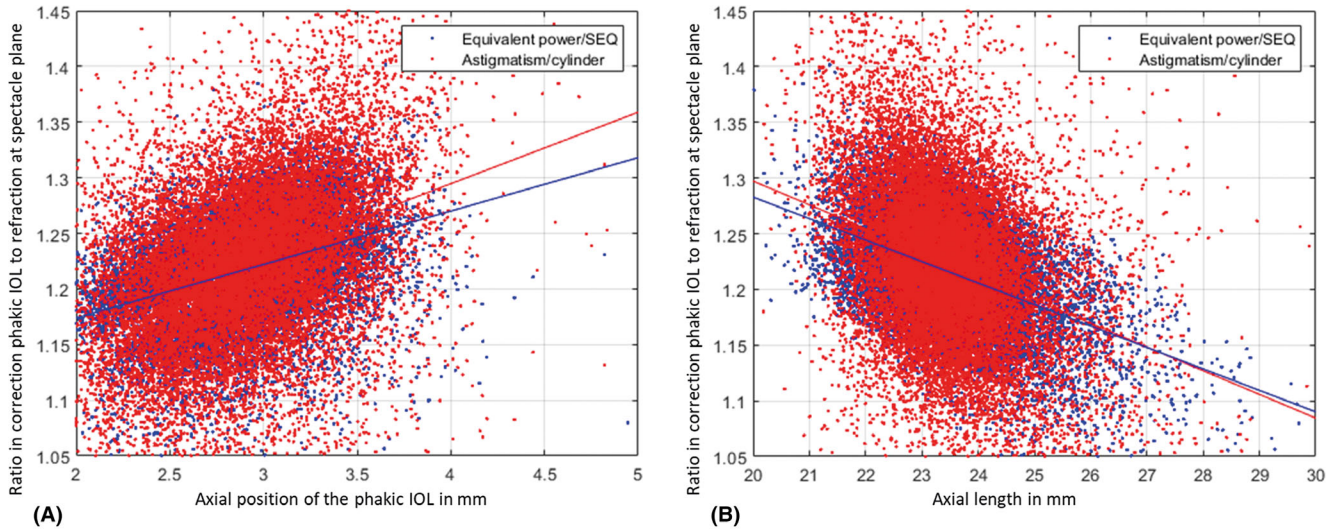 Ratio in correction phakic IOL to refraction at spectacle plane
1.45
1.4
1.35
1.3
1.25
1.2
1.15
1.1
1.05
Equivalent power/SEQ
Astigmatism/cylinder
2 2.5 3 3.5 4 4.5 5
Axial position of the phakic IOL in mm
(A)
Ratio in correction phakic IOL to refraction at spectacle plane
1.45
1.4
1.35
1.3
1.25
1.2
1.15
1.1
1.05
Equivalent power/SEQ
Astigmatism/cylinder
20 21 22 23 24 25 26 27 28 29 30
Axial length in mm
(B)